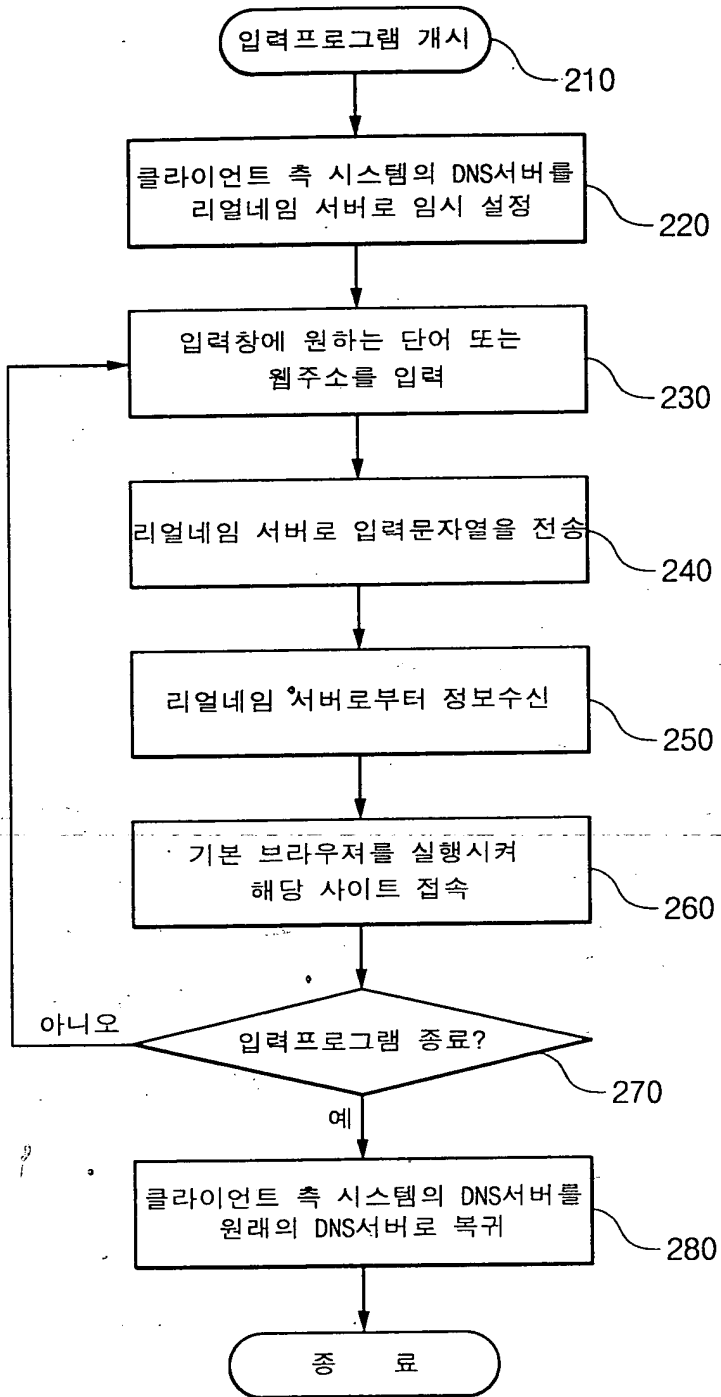 입력프로그램 개시
210
클라이언트 측 시스템의 DNS서버를
리얼네임 서버로 임시 설정
220
입력창에 원하는 단어 또는
웹주소를 입력
230
리얼네임 서버로 입력문자열을 전송
240
리얼네임 서버로부터 정보수신
250
기본 브라우져를 실행시켜
해당 사이트 접속
260
아니오
입력프로그램 종료?
270
예
클라이언트 측 시스템의 DNS서버를
원래의 DNS서버로 복귀
280
종 료